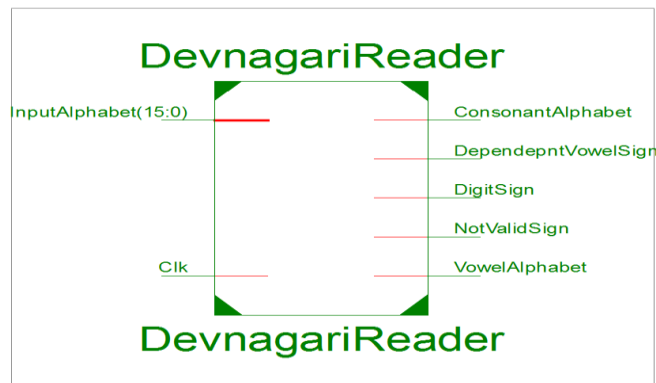 DevnagariReader
InputAlphabet(15:0)
ConsonantAlphabet
DependepntVowelSign
DigitSign
NotValidSign
Clk
VowelAlphabet
DevnagariReader